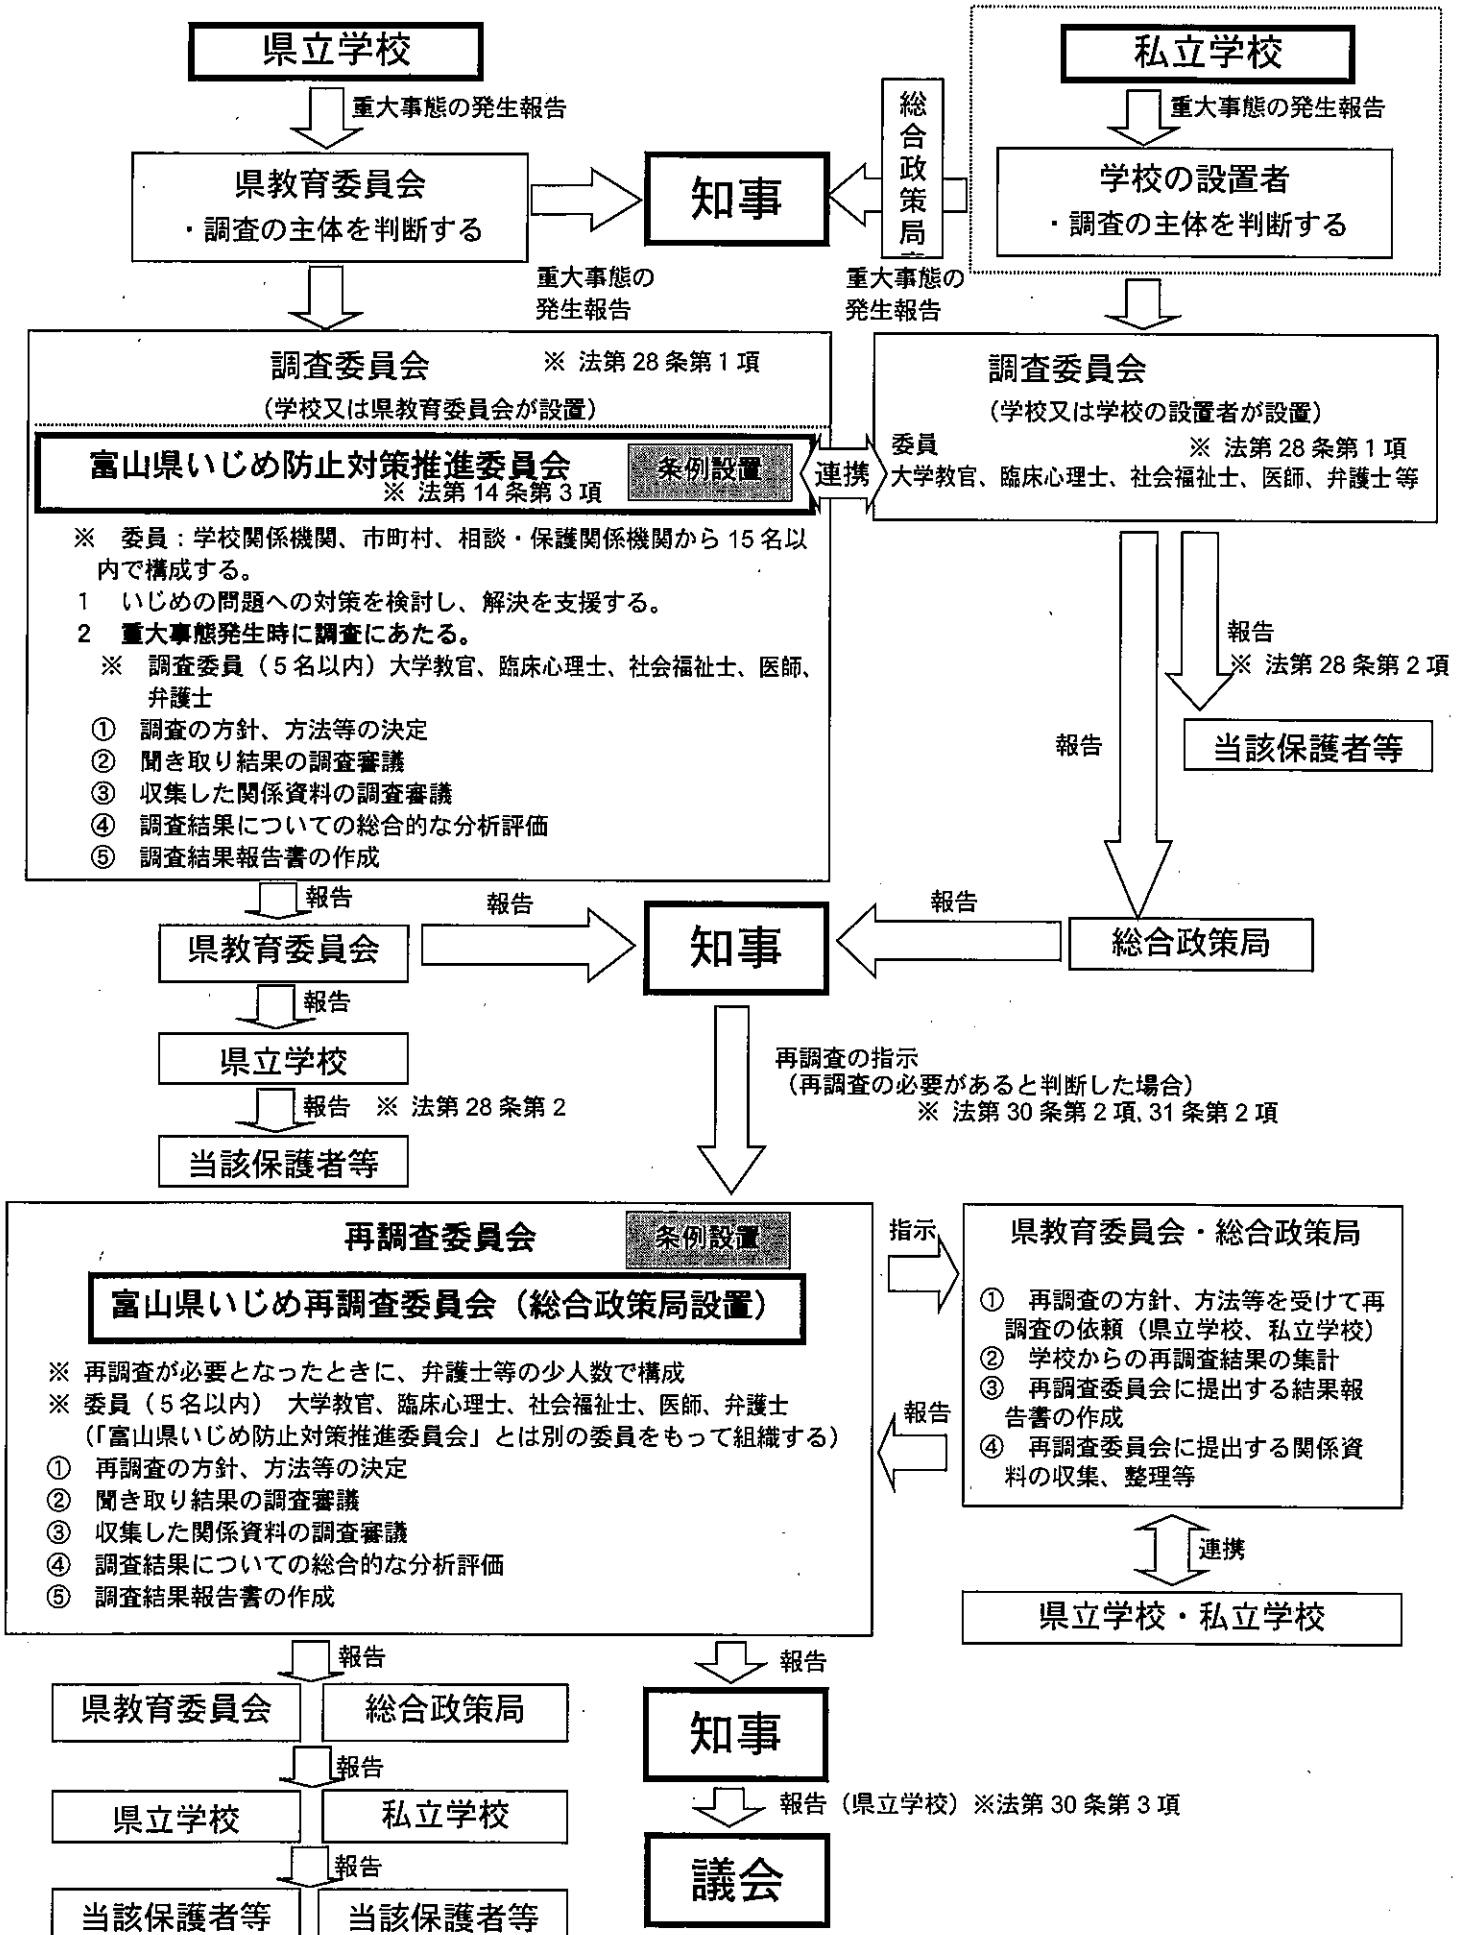 県立学校
私立学校
重大事態の発生報告
総合政策局
重大事態の発生報告
県教育委員会
・調査の主体を判断する
知事
学校の設置者
・調査の主体を判断する
重大事態の
発生報告
重大事態の
発生報告
調査委員会 ※ 法第28条第1項
(学校又は県教育委員会が設置)
富山県いじめ防止対策推進委員会 条例設置
※ 法第14条第3項
連携
調査委員会
(学校又は学校の設置者が設置)
委員 ※ 法第28条第1項
大学教官、臨床心理士、社会福祉士、医師、弁護士等
※ 委員:学校関係機関、市町村、相談・保護関係機関から15名以
内で構成する。
1 いじめの問題への対策を検討し、解決を支援する。
2 重大事態発生時に調査にあたる。
※ 調査委員(5名以内)大学教官、臨床心理士、社会福祉士、医師、
弁護士
① 調査の方針、方法等の決定
② 聞き取り結果の調査審議
③ 収集した関係資料の調査審議
④ 調査結果についての総合的な分析評価
⑤ 調査結果報告書の作成
報告
※ 法第28条第2項
当該保護者等
報告
報告
県教育委員会
報告
知事
報告
総合政策局
報告
県立学校
報告 ※ 法第28条第2
当該保護者等
再調査の指示
(再調査の必要があると判断した場合)
※ 法第30条第2項,31条第2項
再調査委員会 条例設置
富山県いじめ再調査委員会(総合政策局設置)
※ 再調査が必要となったときに、弁護士等の少人数で構成
※ 委員(5名以内) 大学教官、臨床心理士、社会福祉士、医師、弁護士
(「富山県いじめ防止対策推進委員会」とは別の委員をもって組織する)
① 再調査の方針、方法等の決定
② 聞き取り結果の調査審議
③ 収集した関係資料の調査審議
④ 調査結果についての総合的な分析評価
⑤ 調査結果報告書の作成
指示
報告
県教育委員会・総合政策局
① 再調査の方針、方法等を受けて再
調査の依頼(県立学校、私立学校)
② 学校からの再調査結果の集計
③ 再調査委員会に提出する結果報
告書の作成
④ 再調査委員会に提出する関係資
料の収集、整理等
連携
県立学校・私立学校
報告
県教育委員会
総合政策局
報告
県立学校
私立学校
報告
当該保護者等
当該保護者等
報告
知事
報告(県立学校)※法第30条第3項
議会